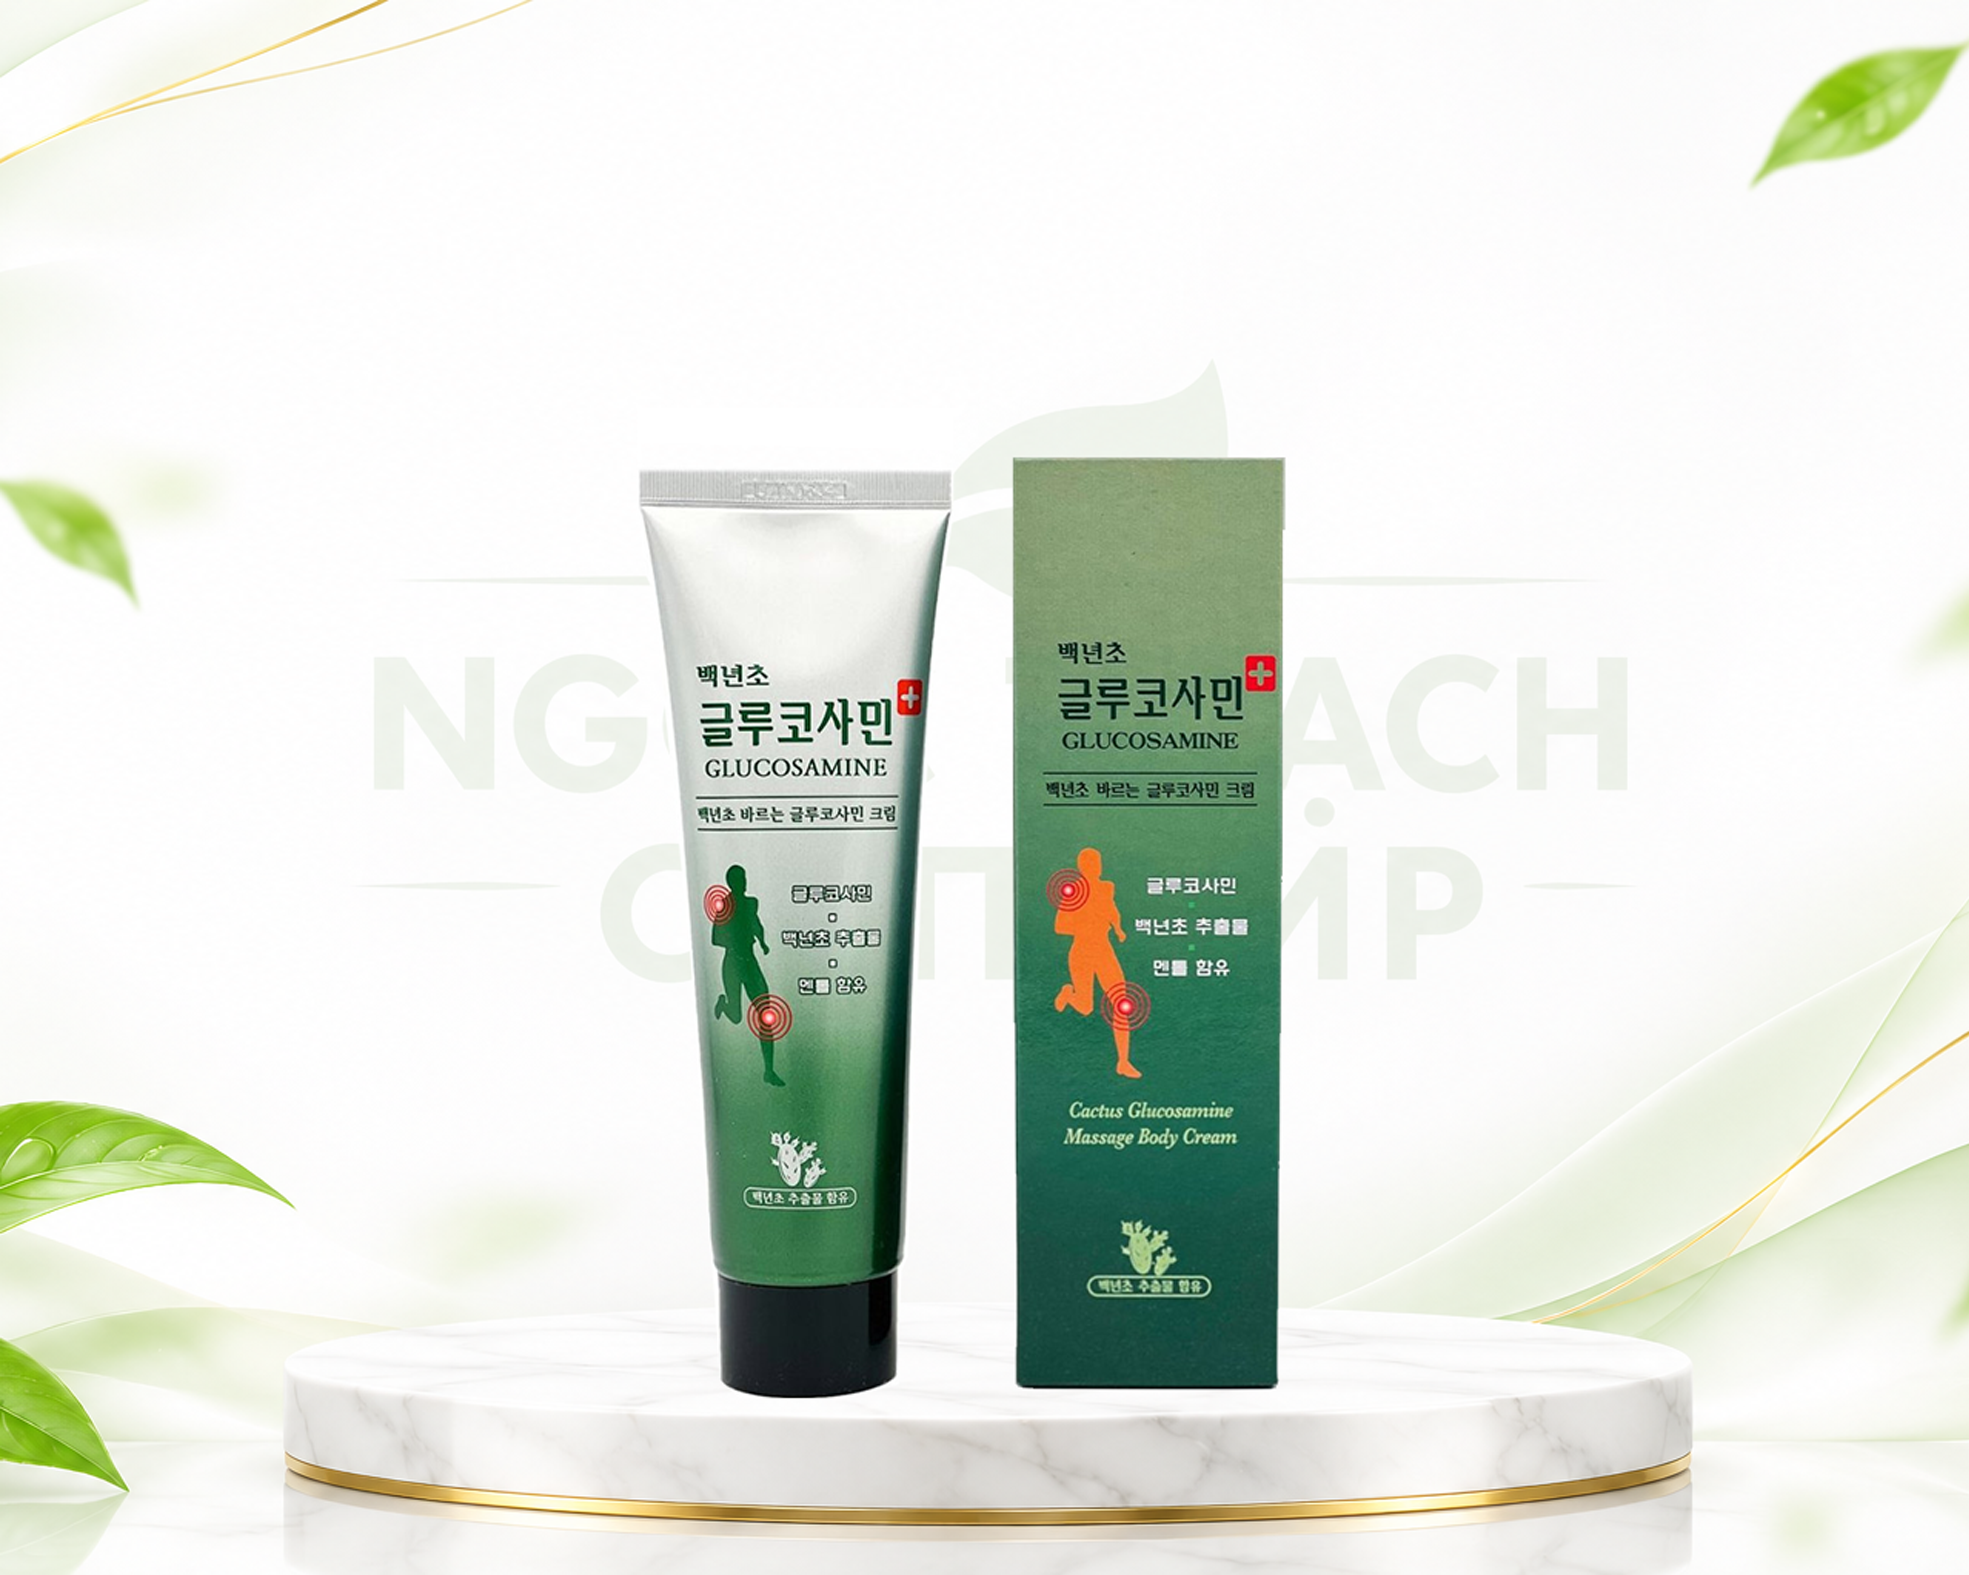 백년초
글루코사민
GLUCOSAMINE
백년초 바르는 글루코사민 크림
글루코사민
백년초 추출물
멘톨 함유
백년초 추출물 함유
백년초
글루코사민
GLUCOSAMINE
백년초 바르는 글루코사민 크림
글루코사민
백년초 추출물
멘톨 함유
Cactus Glucosamine
Massage Body Cream
백년초 추출물 함유